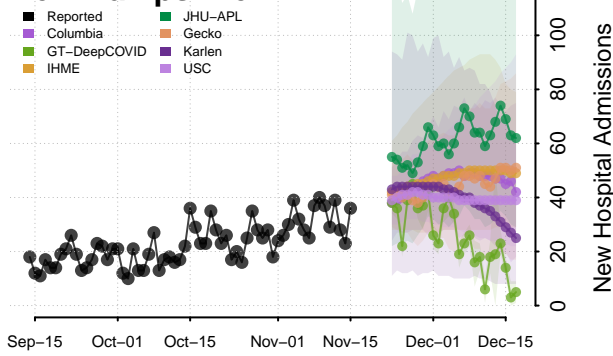 Reported
Columbia
GT−DeepCOVID
IHME
JHU−APL
Gecko
Karlen
USC
100
80
60
40
20
0
New Hospital Admissions
Sep−15
Oct−01
Oct−15
Nov−01
Nov−15
Dec−01
Dec−15